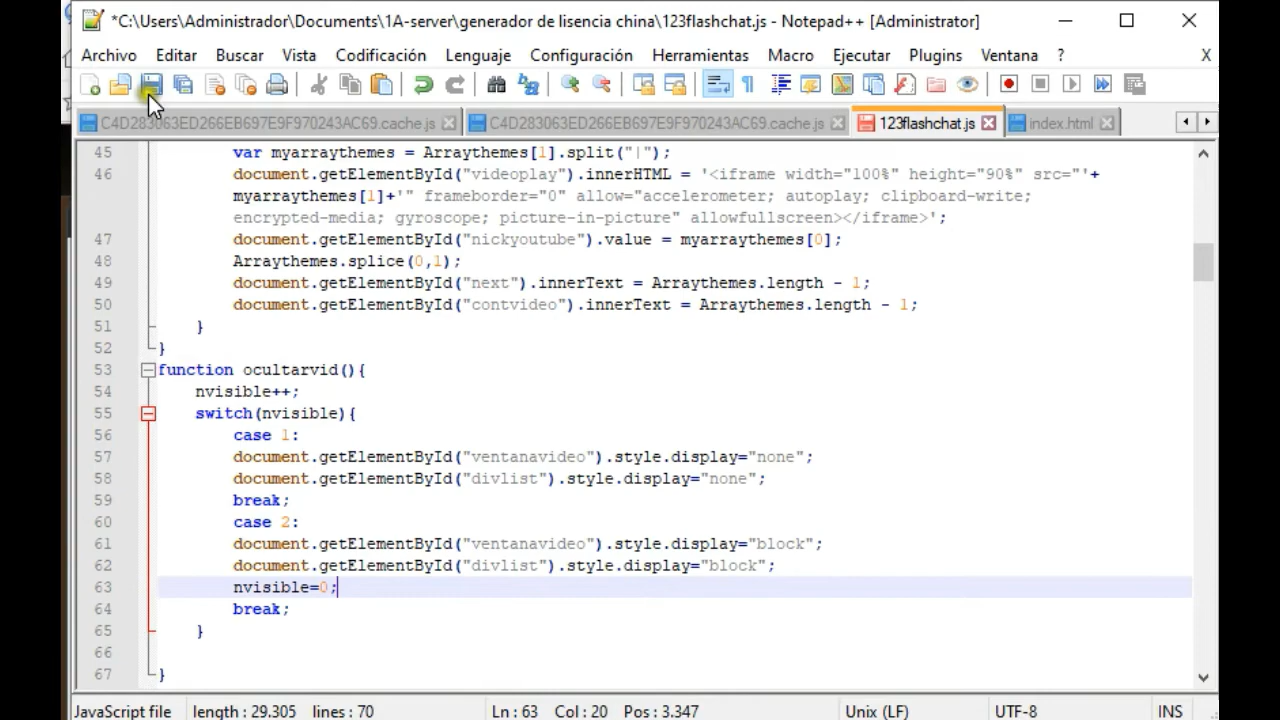 *C:\Users\Administrador\Documents\1A-server\generador de lisencia china\123flashchat.js - Notepad++ [Administrator]
Archivo Editar Buscar Vista Codificación Lenguaje Configuración Herramientas Macro Ejecutar Plugins Ventana ? X
C4D283063ED266EB697E9F970243AC69.cache.js C4D283063ED266EB697E9F970243AC69.cache.js 123flashchat.js index.html
45 var myarraythemes = Arraythemes[1].split("|");
46 document.getElementById("videoplay").innerHTML = '<iframe width="100%" height="90%" src="'+
myarraythemes[1]+'" frameborder="0" allow="accelerometer; autoplay; clipboard-write;
encrypted-media; gyroscope; picture-in-picture" allowfullscreen></iframe>';
47 document.getElementById("nickyoutube").value = myarraythemes[0];
48 Arraythemes.splice(0,1);
49 document.getElementById("next").innerText = Arraythemes.length - 1;
50 document.getElementById("contvideo").innerText = Arraythemes.length - 1;
51 }
52 }
53 function ocultarvid(){
54 nvisible++;
55 switch(nvisible){
56 case 1:
57 document.getElementById("ventanavideo").style.display="none";
58 document.getElementById("divlist").style.display="none";
59 break;
60 case 2:
61 document.getElementById("ventanavideo").style.display="block";
62 document.getElementById("divlist").style.display="block";
63 nvisible=0;
64 break;
65 }
66
67 }
JavaScript file length : 29.305 lines : 70 Ln : 63 Col : 20 Pos : 3.347 Unix (LF) UTF-8 INS